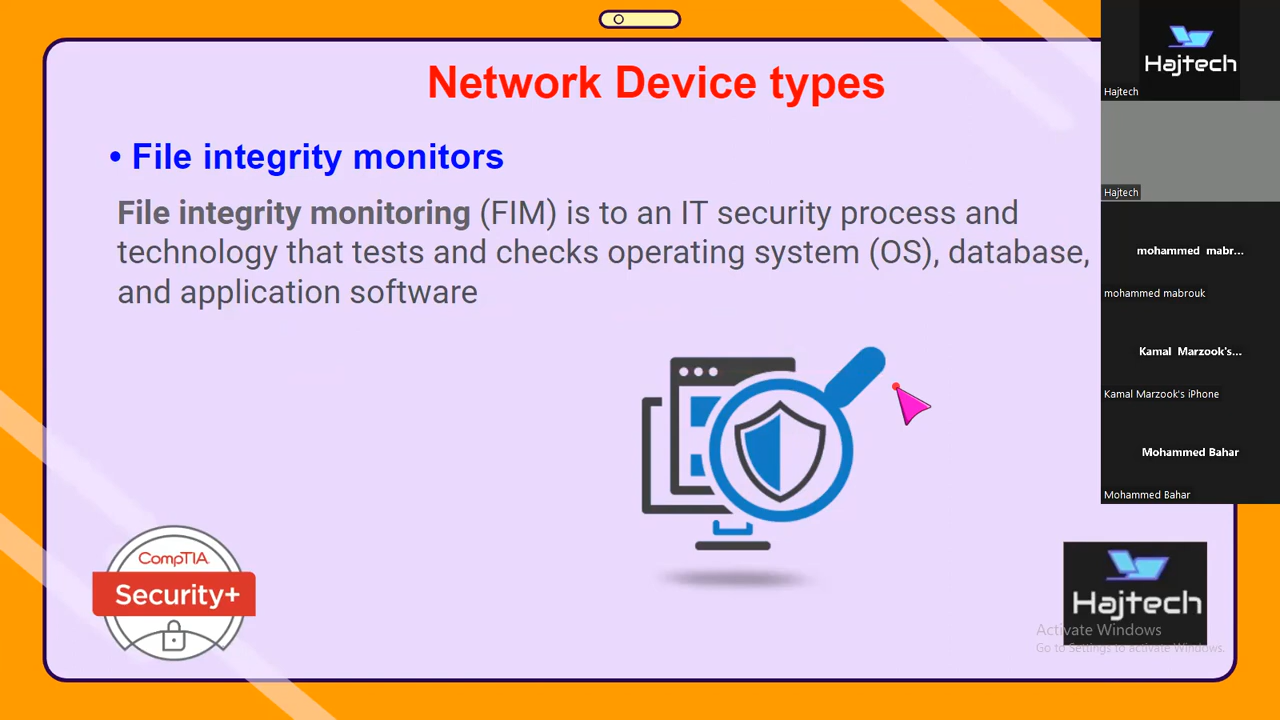 Network Device types
• File integrity monitors
File integrity monitoring (FIM) is to an IT security process and
technology that tests and checks operating system (OS), database,
and application software
CompTIA
Security+
Hajtech
Activate Windows
Go to Settings to activate Windows.
Hajtech
Hajtech
Hajtech
mohammed mabr...
mohammed mabrouk
Kamal Marzook's...
Kamal Marzook's iPhone
Mohammed Bahar
Mohammed Bahar